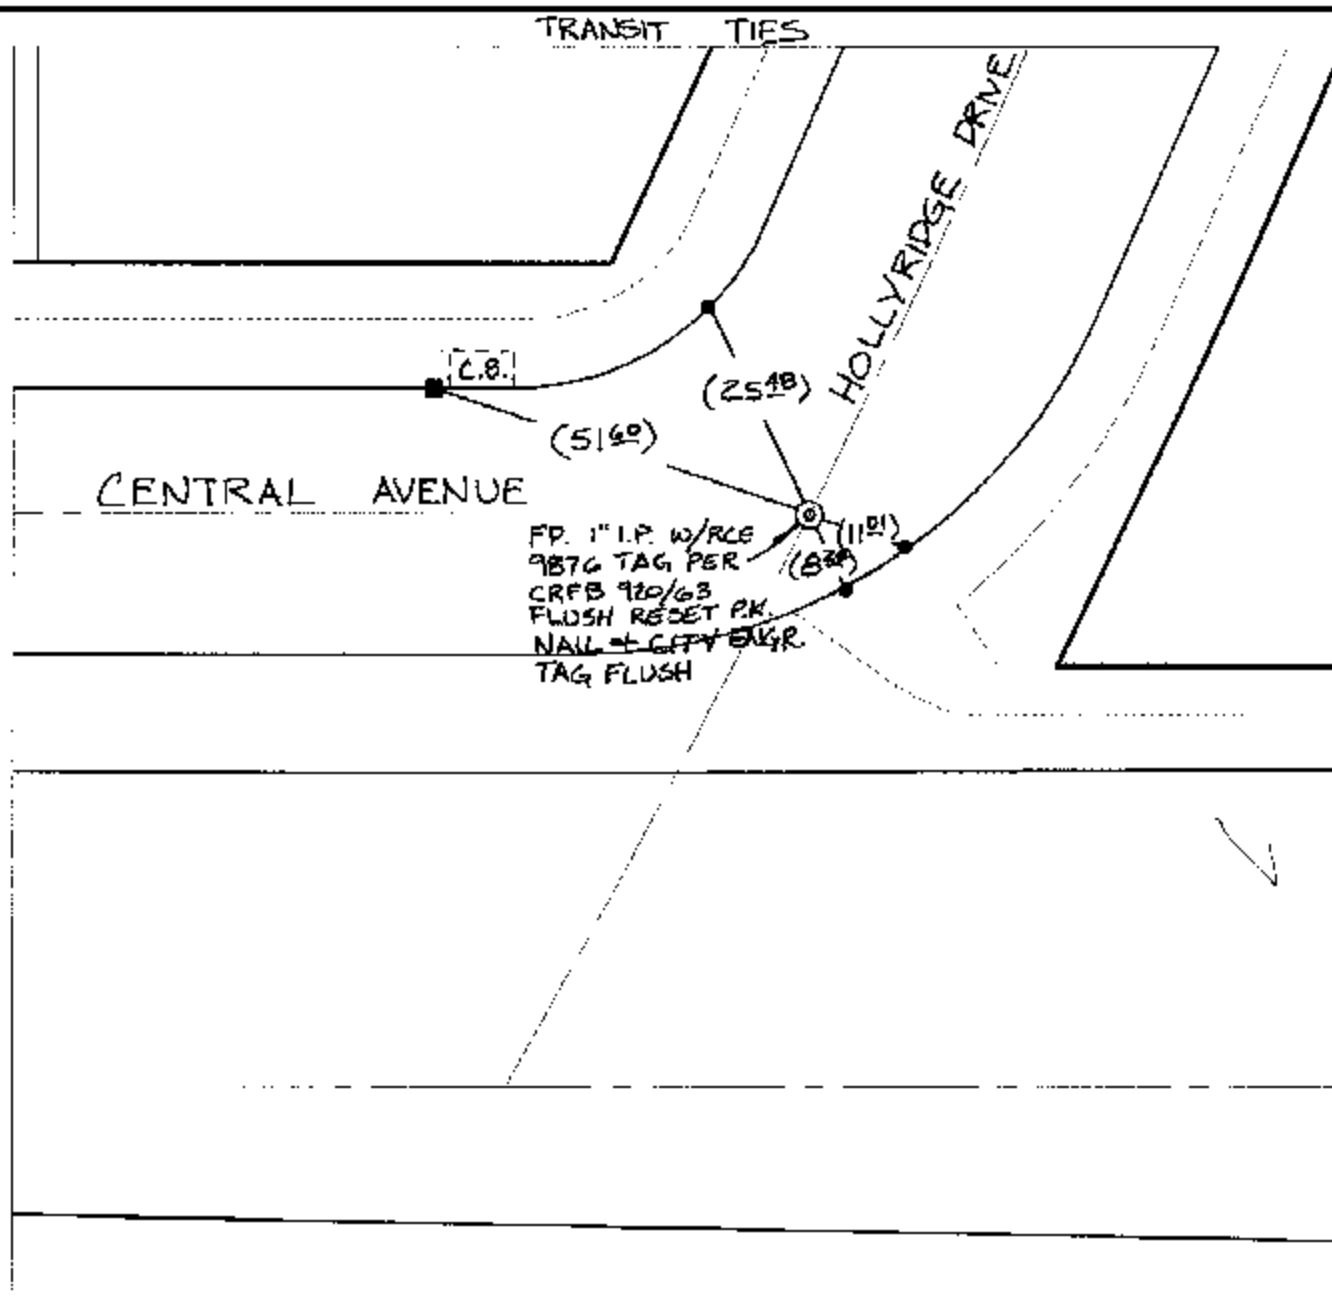 TRANSIT TIES
HOLLYRIDGE DRIVE
C.B.
(25 48)
(51 60)
CENTRAL AVENUE
(11 01)
FD. 1" I.P. W/RCE
9876 TAG PER
CRFB 920/63
FLUSH RESET P.K.
NAIL + CITY ENGR
TAG FLUSH